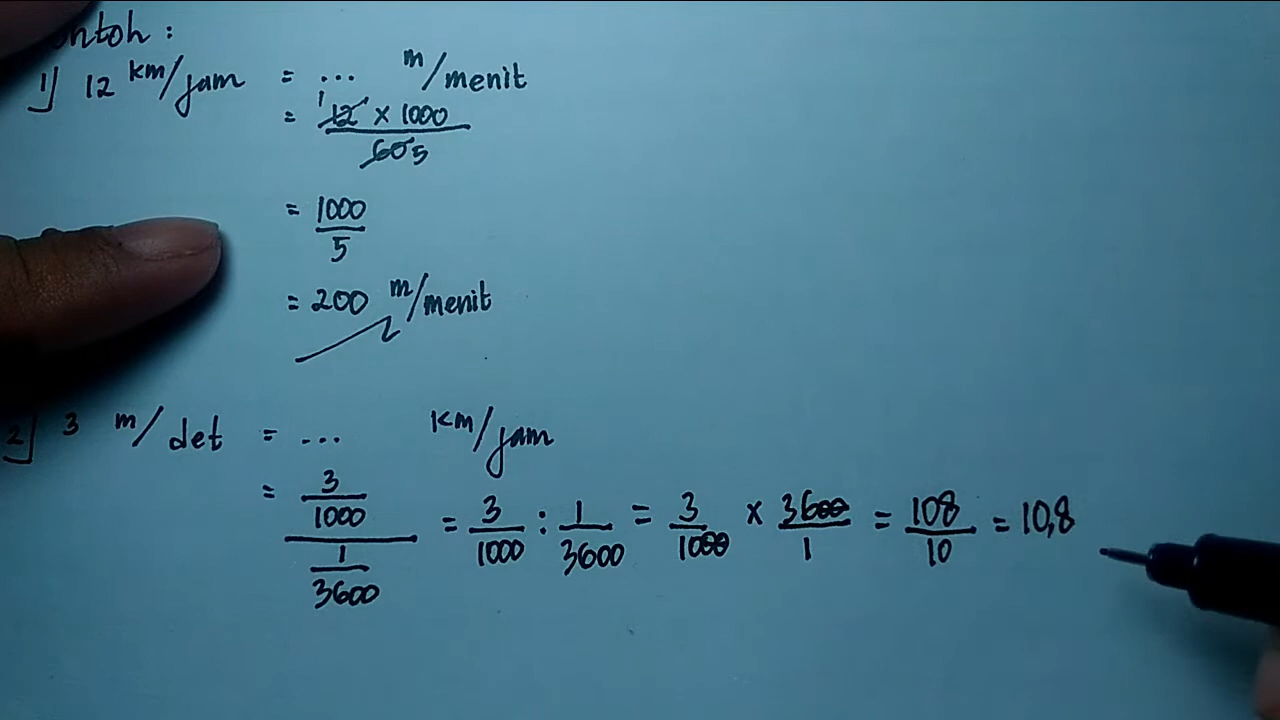 ontoh :
1] 12 km/jam = ... m/menit
= 12 1 x 1000 / 60 5
= 1000/5
= 200 m/menit
2] 3 m/det = ... km/jam
= 3/1000 / 1/3600 = 3/1000 : 1/3600 = 3/1000 x 3600/1 = 108/10 = 10,8